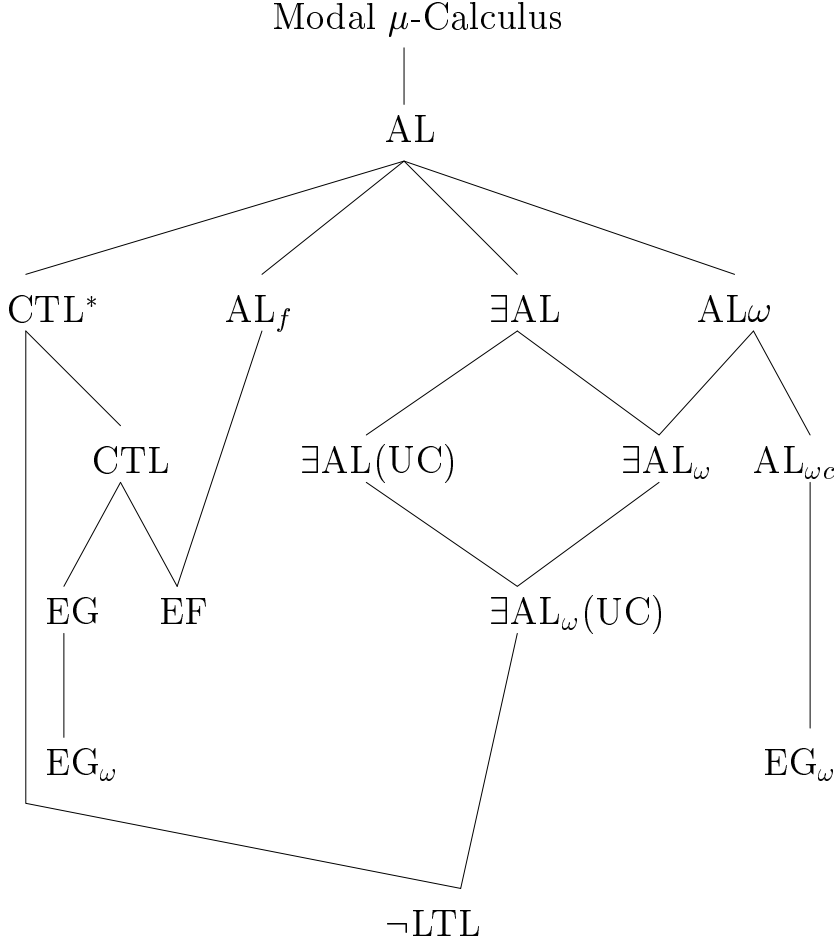 Modal μ-Calculus
AL
CTL* AL_f ∃AL ALω
CTL ∃AL(UC) ∃AL_ω AL_ωc
EG EF ∃AL_ω(UC)
EG_ω EG_ω
¬LTL